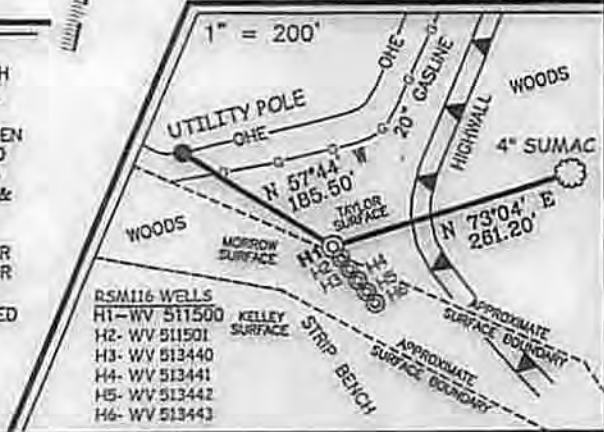 H
EN
&
R
R
ED
1" = 200'
OHE
20" GASLINE
WOODS
UTILITY POLE
OHE
G
G
G
G
G
G
HIGHWALL
4" SUMAC
N 57°44' W
185.50'
TAYLOR
SURFACE
N 73°04' E
261.20'
WOODS
MORROW
SURFACE
H1
H2
H3
H4
H5
H6
RSM116 WELLS
H1-WV 511500
H2- WV 511501
H3- WV 513440
H4- WV 513441
H5- WV 513442
H6- WV 513443
KELLEY
SURFACE
STRIP BENCH
APPROXIMATE
SURFACE BOUNDARY
APPROXIMATE
SURFACE BOUNDARY